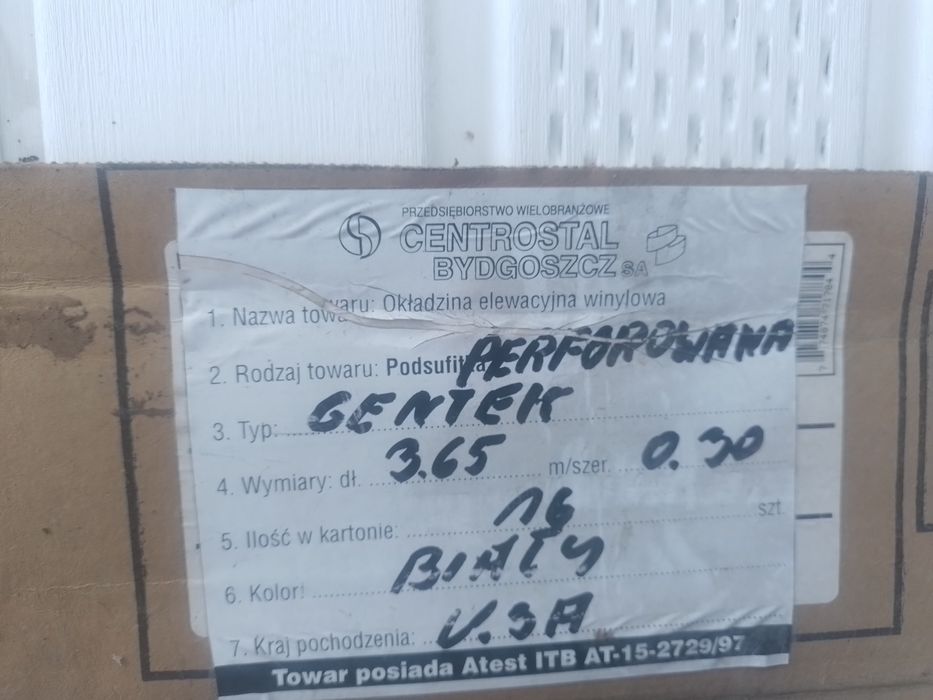 PRZEDSIĘBIORSTWO WIELOBRANŻOWE
CENTROSTAL
BYDGOSZCZ SA
1. Nazwa towaru: Okładzina elewacyjna winylowa
2. Rodzaj towaru: Podsufitka PERFOROWANA
3. Typ: GENTEK
4. Wymiary: dł. 3.65 m/szer. 0.30
5. Ilość w kartonie: 16 szt.
6. Kolor: BIAŁY
7. Kraj pochodzenia: U.SA
Towar posiada Atest ITB AT-15-2729/97